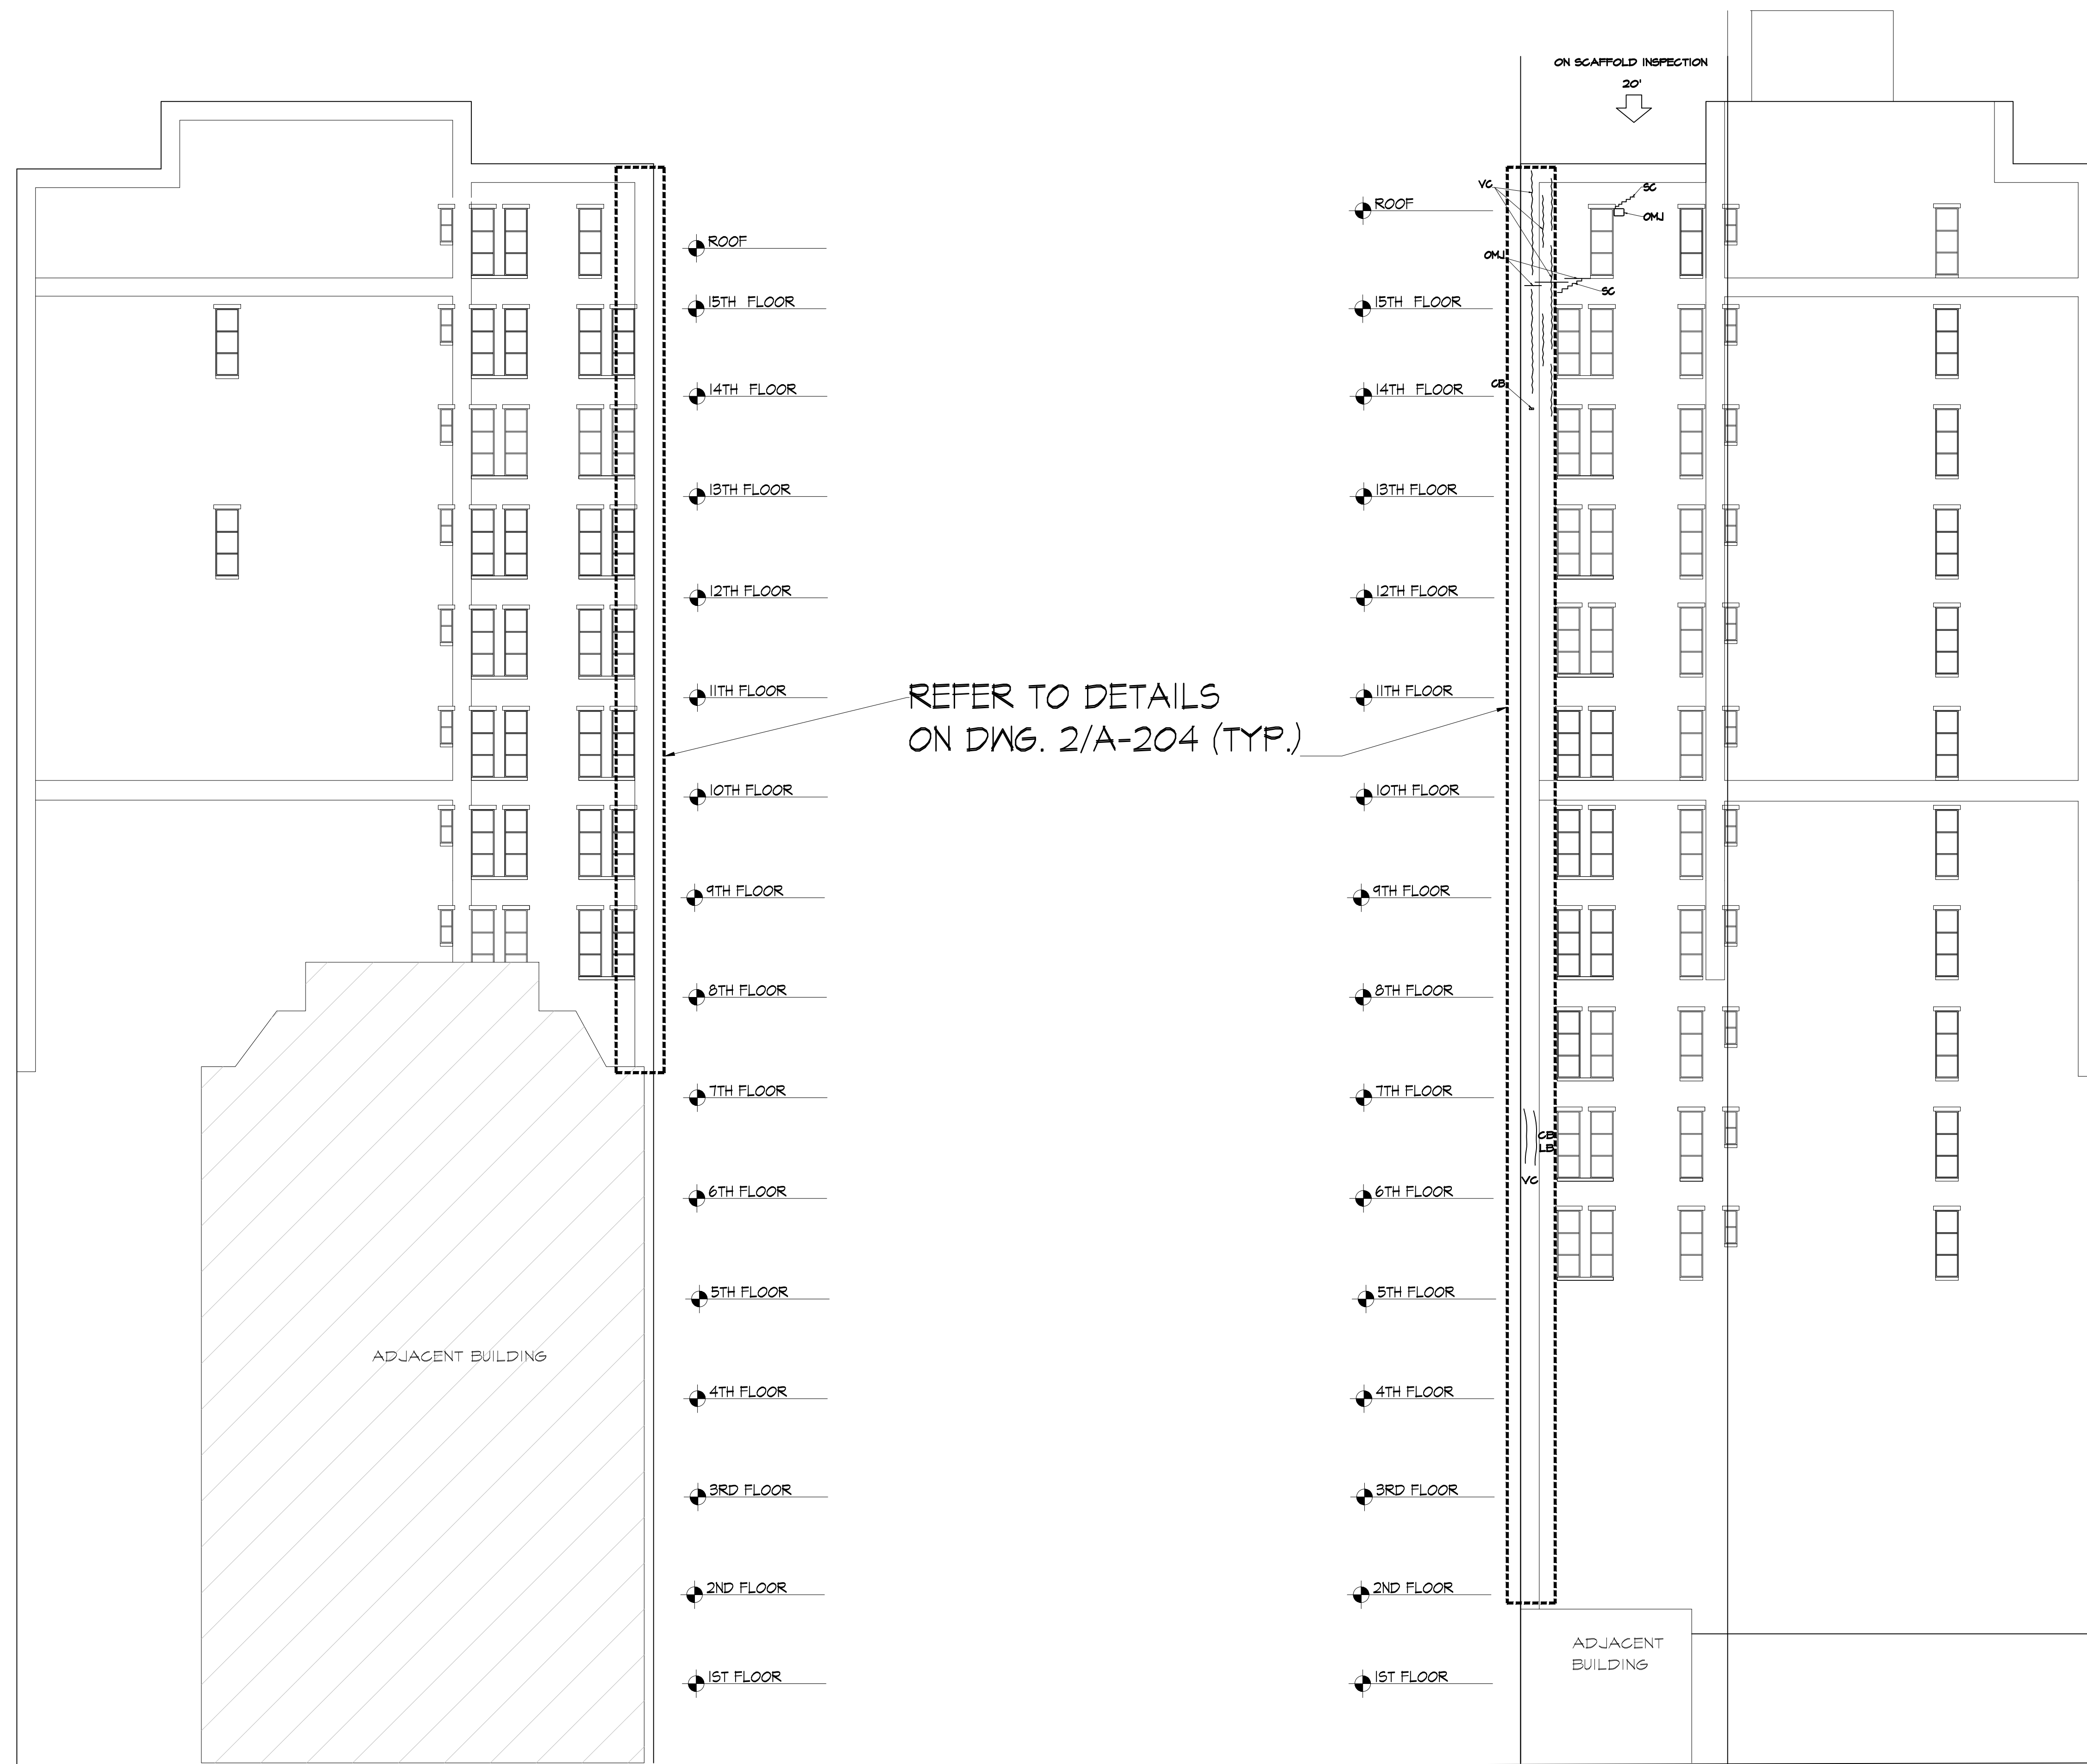 ON SCAFFOLD INSPECTION
20'
ROOF
15TH FLOOR
14TH FLOOR
13TH FLOOR
12TH FLOOR
11TH FLOOR
10TH FLOOR
9TH FLOOR
8TH FLOOR
7TH FLOOR
6TH FLOOR
5TH FLOOR
4TH FLOOR
3RD FLOOR
2ND FLOOR
1ST FLOOR
ADJACENT BUILDING
REFER TO DETAILS
ON DWG. 2/A-204 (TYP.)
ROOF
15TH FLOOR
14TH FLOOR
13TH FLOOR
12TH FLOOR
11TH FLOOR
10TH FLOOR
9TH FLOOR
8TH FLOOR
7TH FLOOR
6TH FLOOR
5TH FLOOR
4TH FLOOR
3RD FLOOR
2ND FLOOR
1ST FLOOR
VC
SC
OMJ
OMJ
SC
CB
CB
LB
VC
ADJACENT
BUILDING